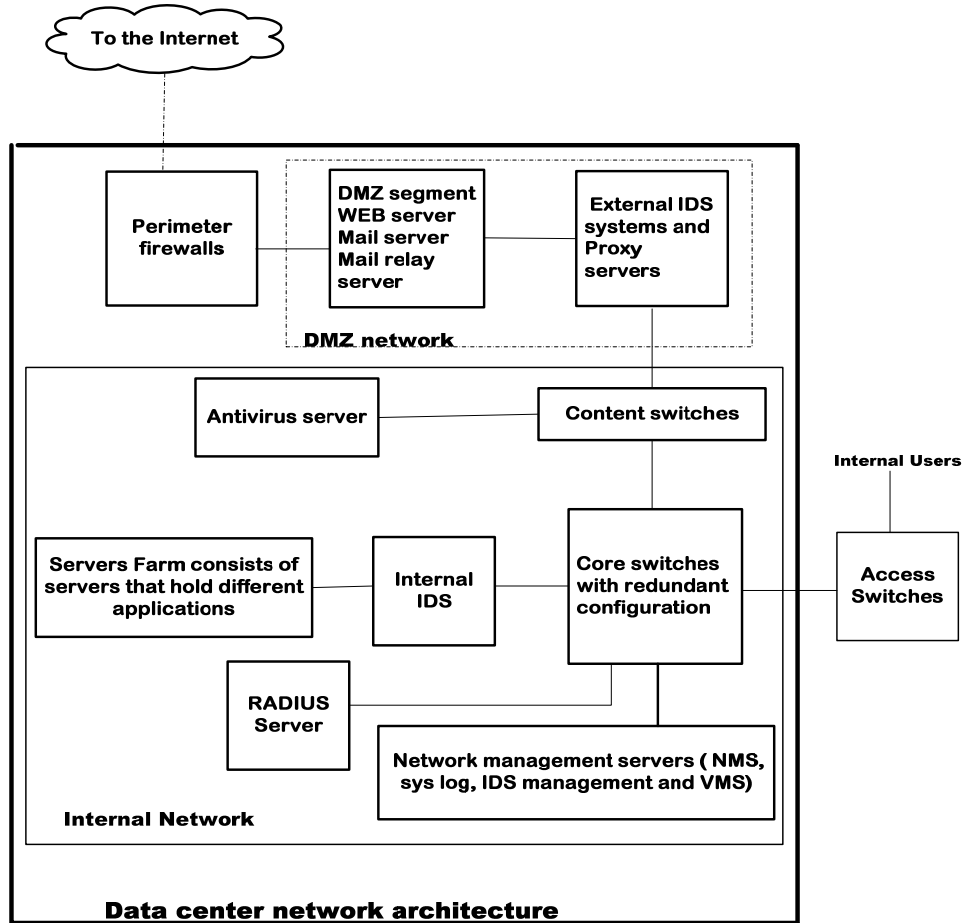 To the Internet
Perimeter
firewalls
DMZ segment
WEB server
Mail server
Mail relay
server
External IDS
systems and
Proxy
servers
DMZ network
Antivirus server
Content switches
Internal Users
Servers Farm consists of
servers that hold different
applications
Internal
IDS
Core switches
with redundant
configuration
Access
Switches
RADIUS
Server
Network management servers ( NMS,
sys log, IDS management and VMS)
Internal Network
Data center network architecture